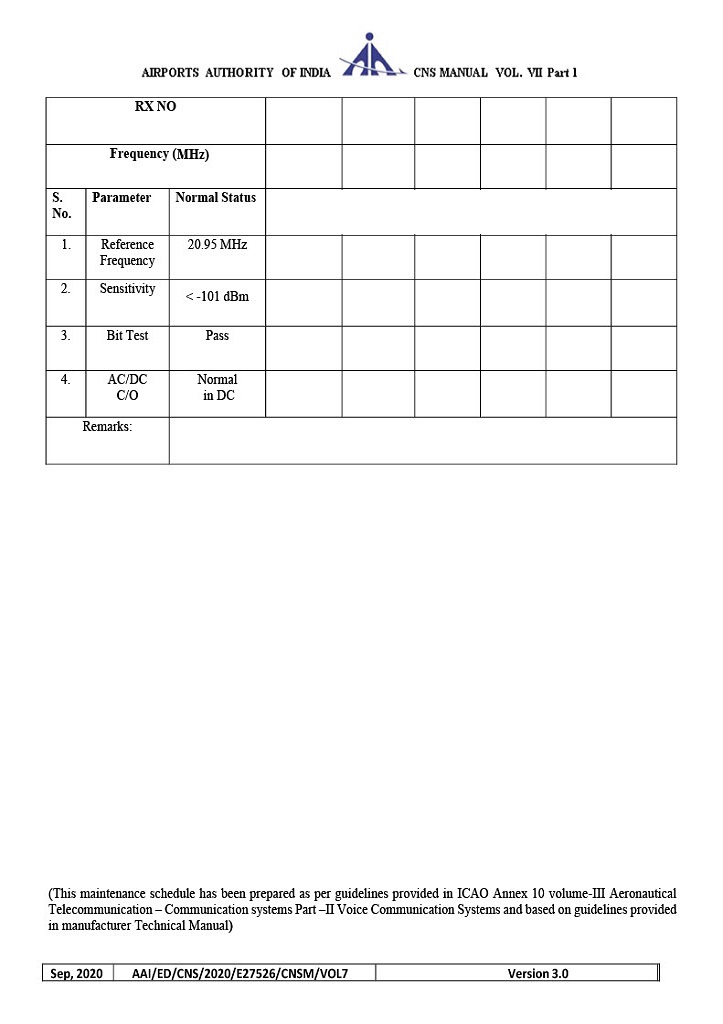 AIRPORTS AUTHORITY OF INDIA CNS MANUAL VOL. VII Part 1
RX NO
Frequency (MHz)
S. No. Parameter Normal Status
1. Reference Frequency 20.95 MHz
2. Sensitivity < -101 dBm
3. Bit Test Pass
4. AC/DC C/O Normal in DC
Remarks:
(This maintenance schedule has been prepared as per guidelines provided in ICAO Annex 10 volume-III Aeronautical
Telecommunication – Communication systems Part –II Voice Communication Systems and based on guidelines provided
in manufacturer Technical Manual)
Sep, 2020 AAI/ED/CNS/2020/E27526/CNSM/VOL7 Version 3.0